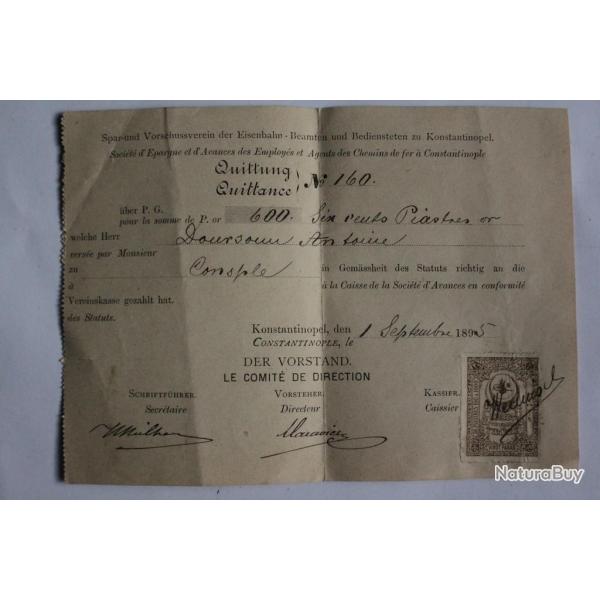 Spar-und Vorschussverein der Eisenbahn-Beamten und Bediensteten zu Konstantinopel.
Société d'Epargne et d'Avances des Employés et Agents des Chemins de fer à Constantinople
Quittung
Quittance
No 160.
über P. G.
pour la somme de P. or 600. Six cents Piastres or
welche Herr
versée par Monsieur Doursoun Antoine
zu
à Consple
in Gemässheit des Statuts richtig an die
à la Caisse de la Société d'Avances en conformité
Vereinskasse gezahlt hat.
des Statuts.
Konstantinopel, den
CONSTANTINOPLE, le 1 Septembre 1895
DER VORSTAND.
LE COMITÉ DE DIRECTION
SCHRIFTFÜHRER. VORSTEHER. KASSIER.
Secrétaire Directeur Caissier
NaturaBuy